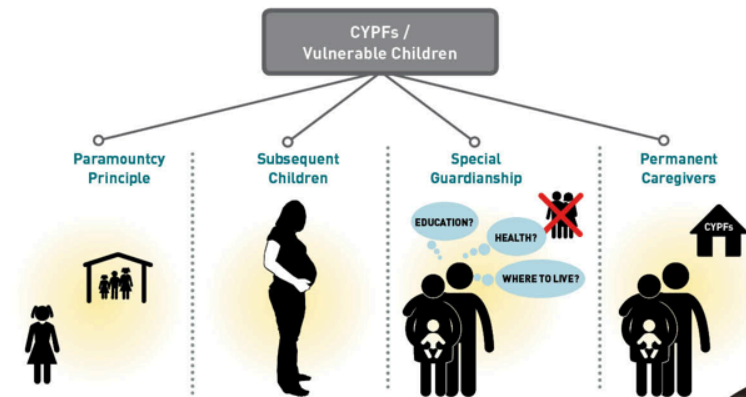 CYPFs /
Vulnerable Children
Paramountcy
Principle
Subsequent
Children
Special
Guardianship
Permanent
Caregivers
EDUCATION?
HEALTH?
WHERE TO LIVE?
CYPFs